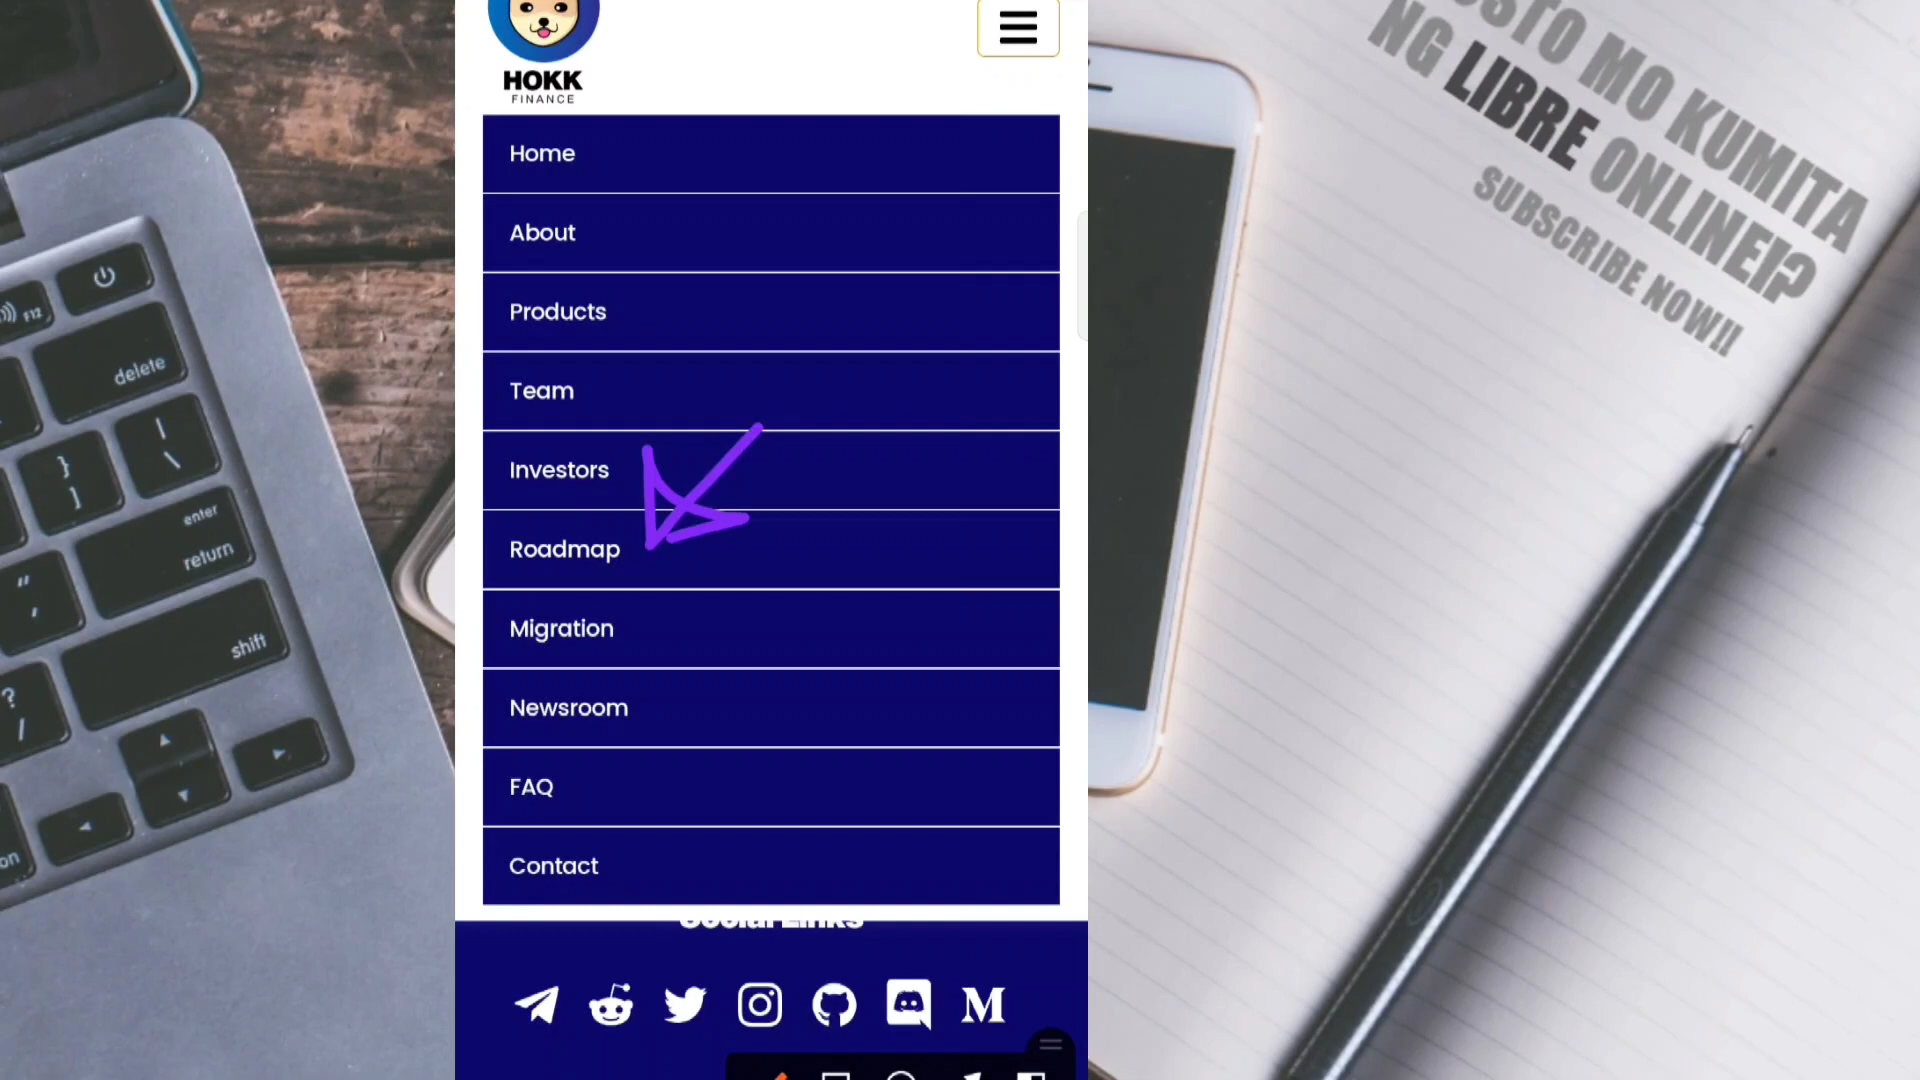 HOKK
FINANCE
Home
About
Products
Team
Investors
Roadmap
Migration
Newsroom
FAQ
Contact
Social Links
MO KUMITA
NG LIBRE ONLINE!?
SUBSCRIBE NOW!!
F12
delete
enter
return
shift